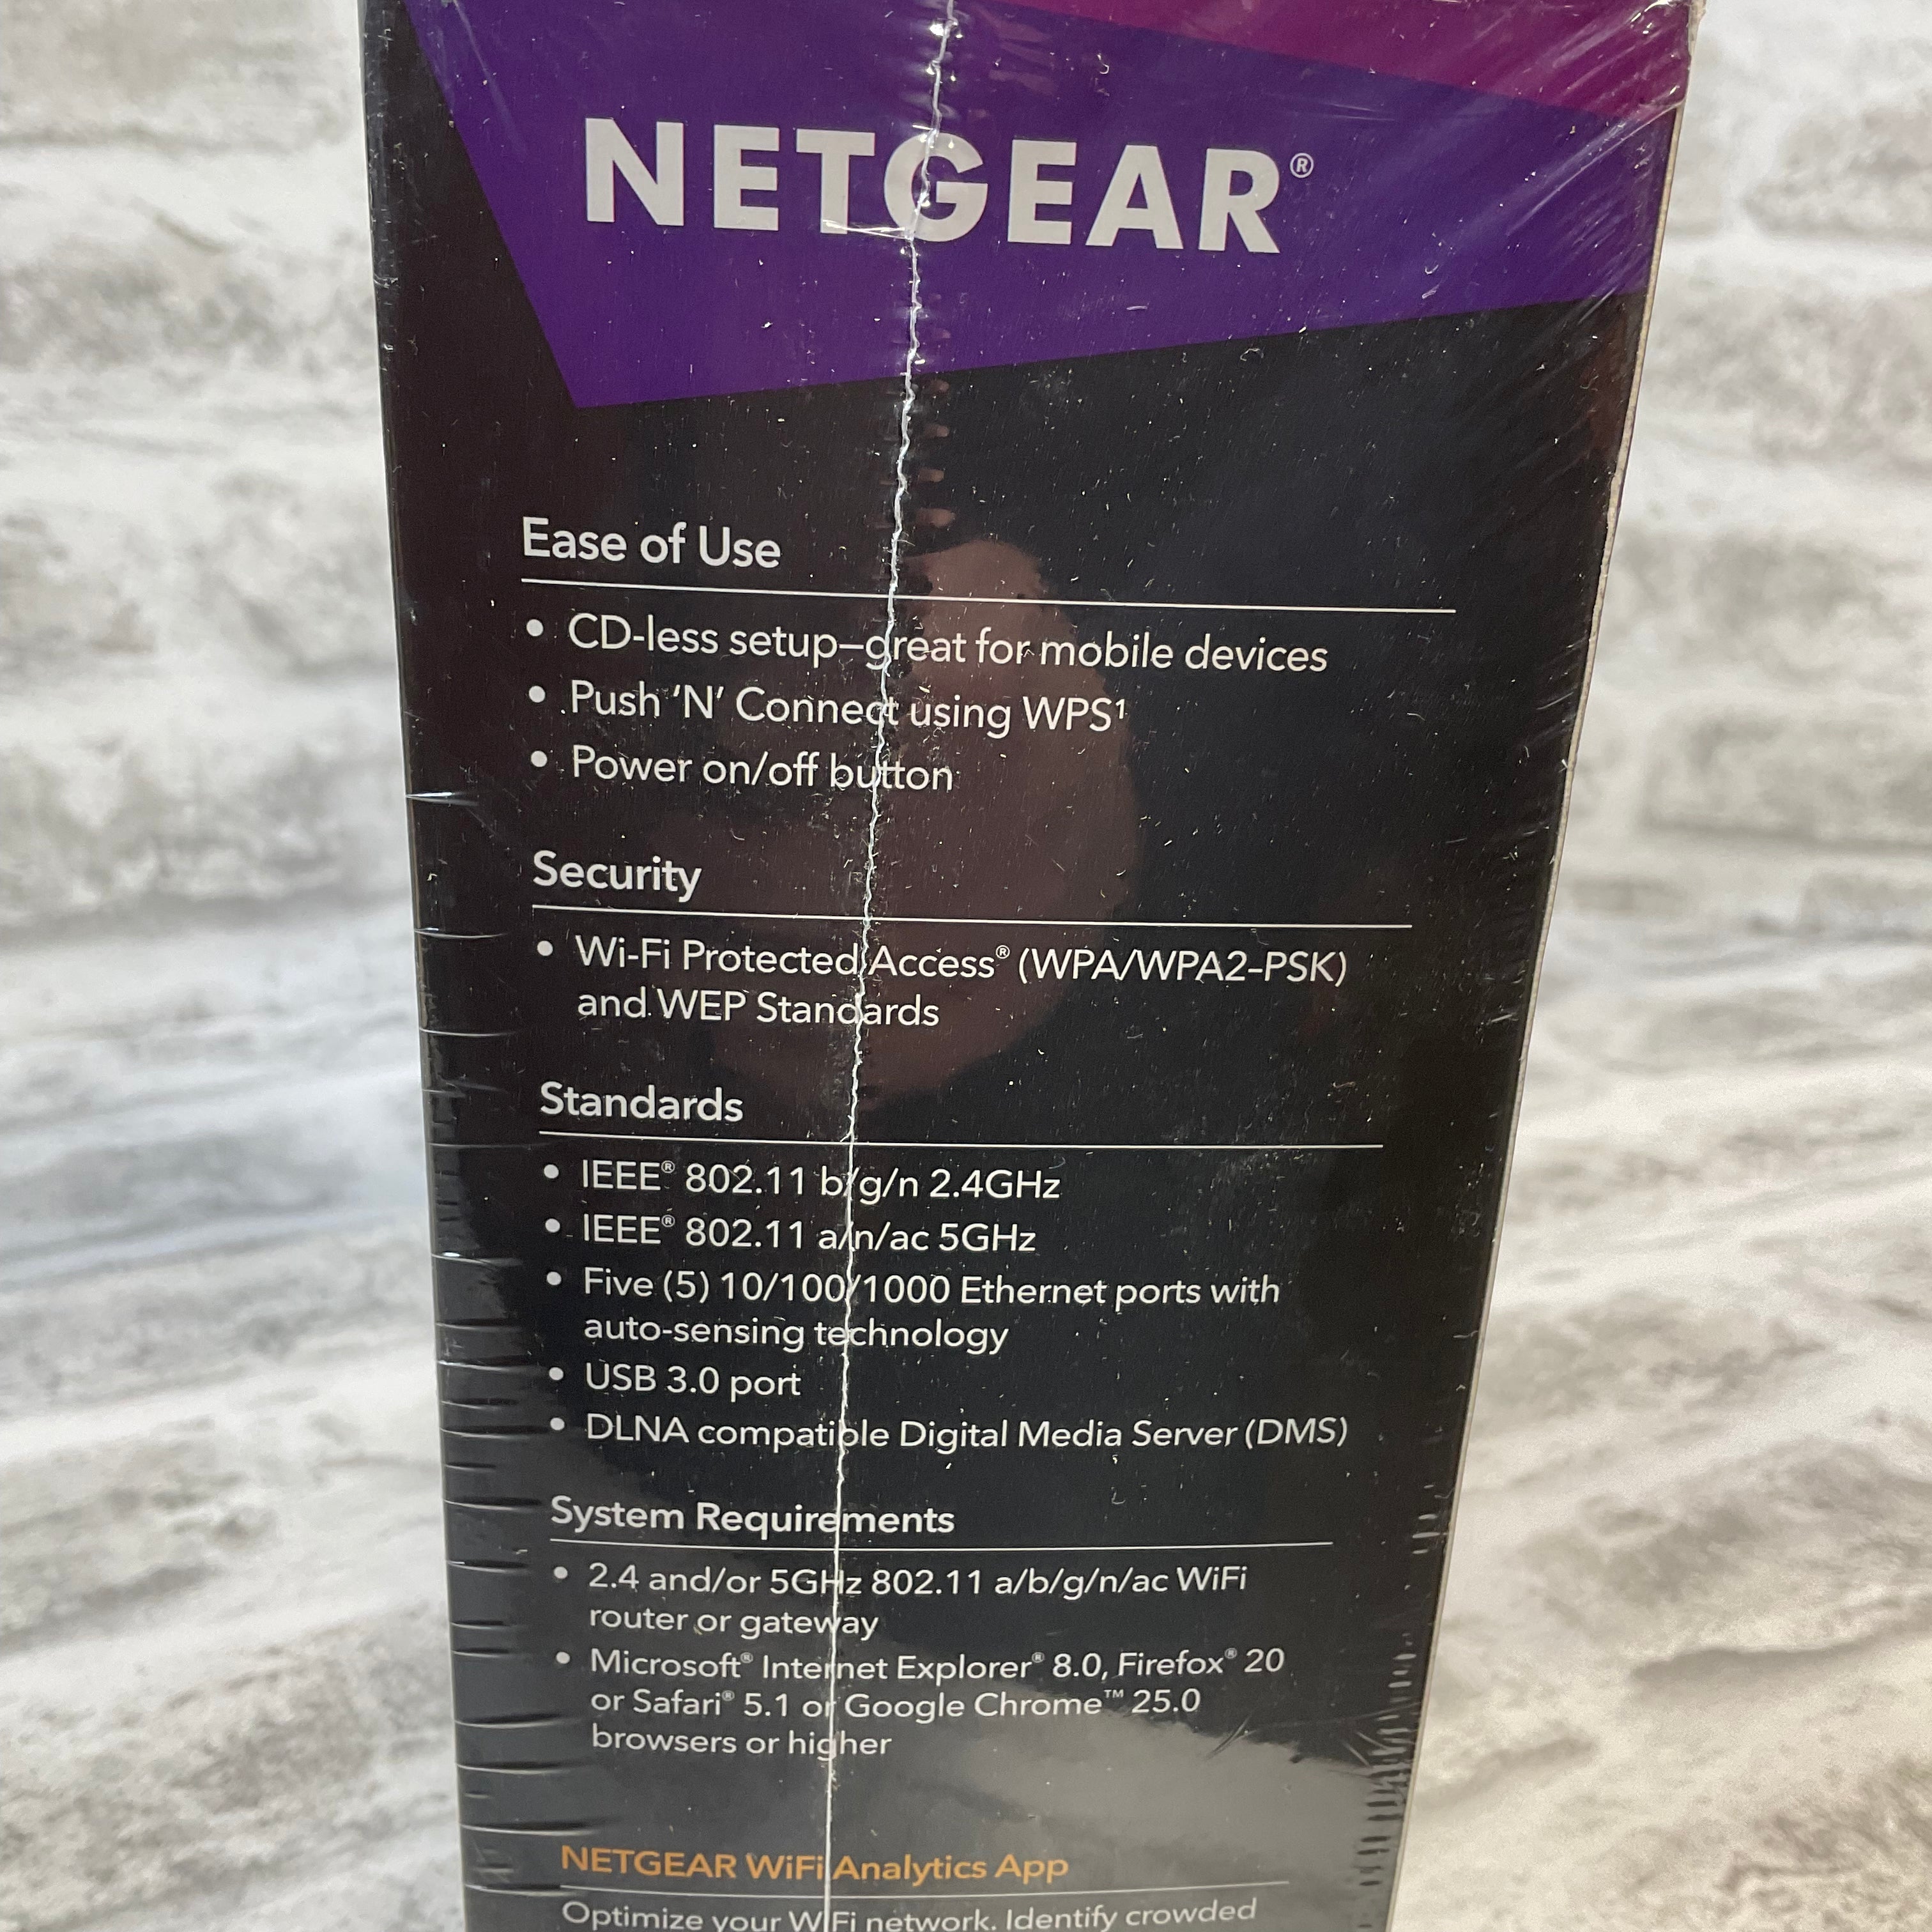 NETGEAR®
Ease of Use
• CD-less setup–great for mobile devices
• Push ‘N’ Connect using WPS¹
• Power on/off button
Security
• Wi-Fi Protected Access® (WPA/WPA2-PSK)
and WEP Standards
Standards
• IEEE® 802.11 b/g/n 2.4GHz
• IEEE® 802.11 a/n/ac 5GHz
• Five (5) 10/100/1000 Ethernet ports with
auto-sensing technology
• USB 3.0 port
• DLNA compatible Digital Media Server (DMS)
System Requirements
• 2.4 and/or 5GHz 802.11 a/b/g/n/ac WiFi
router or gateway
• Microsoft® Internet Explorer® 8.0, Firefox® 20
or Safari® 5.1 or Google Chrome™ 25.0
browsers or higher
NETGEAR WiFi Analytics App
Optimize your WiFi network. Identify crowded